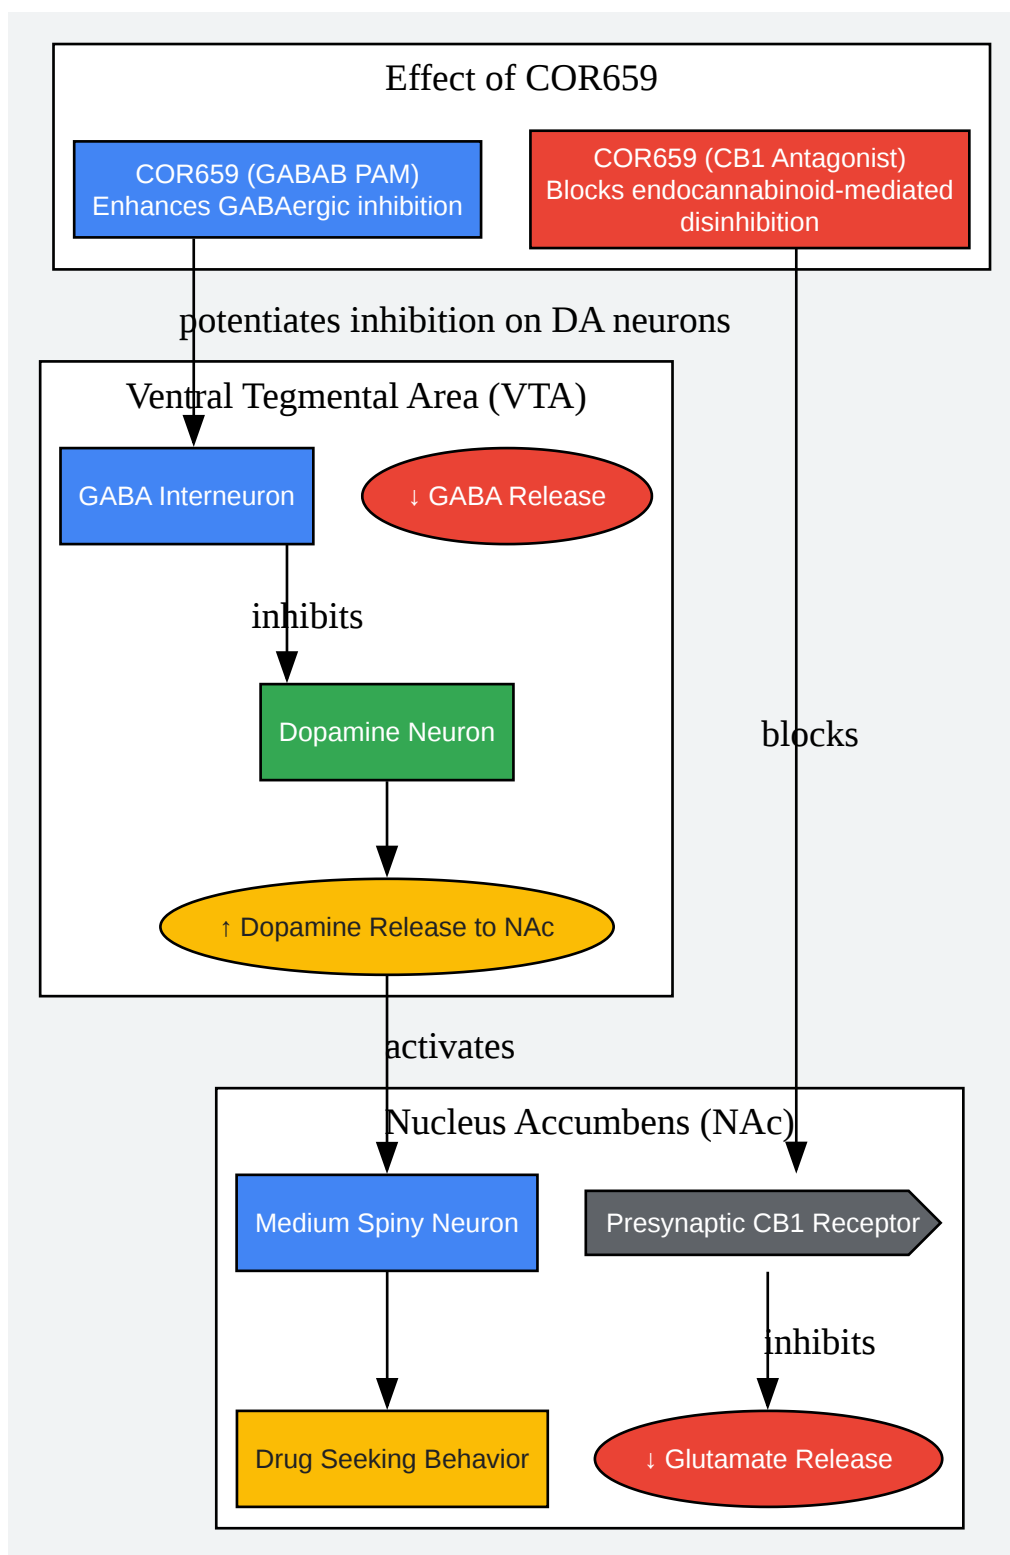 Effect of COR659
COR659 (GABAB PAM)
Enhances GABAergic inhibition
COR659 (CB1 Antagonist)
Blocks endocannabinoid-mediated
disinhibition
potentiates inhibition on DA neurons
Ventral Tegmental Area (VTA)
GABA Interneuron
↓ GABA Release
inhibits
Dopamine Neuron
blocks
↑ Dopamine Release to NAc
activates
Nucleus Accumbens (NAc)
Medium Spiny Neuron
Presynaptic CB1 Receptor
inhibits
Drug Seeking Behavior
↓ Glutamate Release